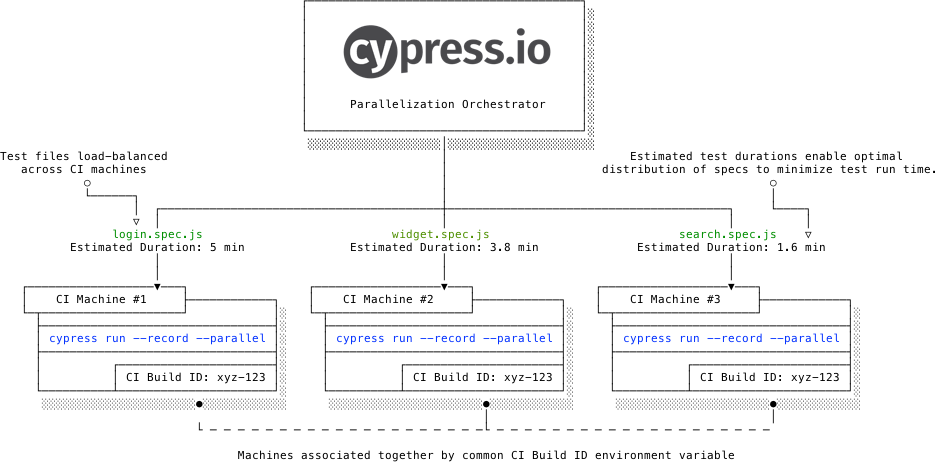 cypress.io
Parallelization Orchestrator
Test files load-balanced
across CI machines
Estimated test durations enable optimal
distribution of specs to minimize test run time.
login.spec.js
Estimated Duration: 5 min
widget.spec.js
Estimated Duration: 3.8 min
search.spec.js
Estimated Duration: 1.6 min
CI Machine #1
cypress run --record --parallel
CI Build ID: xyz-123
CI Machine #2
cypress run --record --parallel
CI Build ID: xyz-123
CI Machine #3
cypress run --record --parallel
CI Build ID: xyz-123
Machines associated together by common CI Build ID environment variable